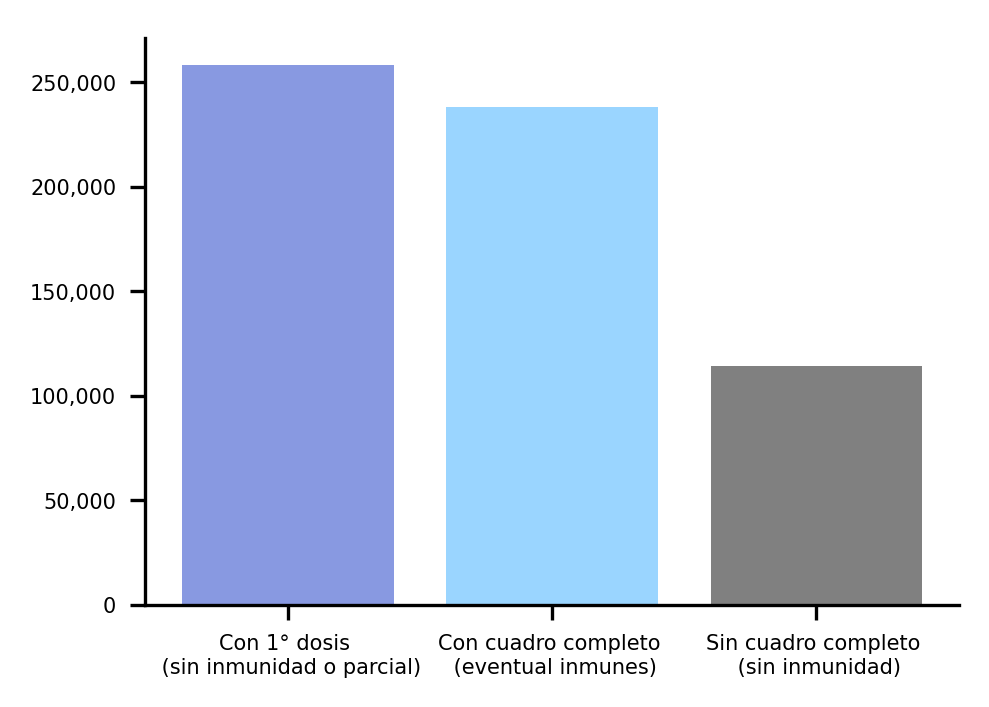 250,000
200,000
150,000
100,000
50,000
0
Con 1° dosis
(sin inmunidad o parcial)
Con cuadro completo
(eventual inmunes)
Sin cuadro completo
(sin inmunidad)